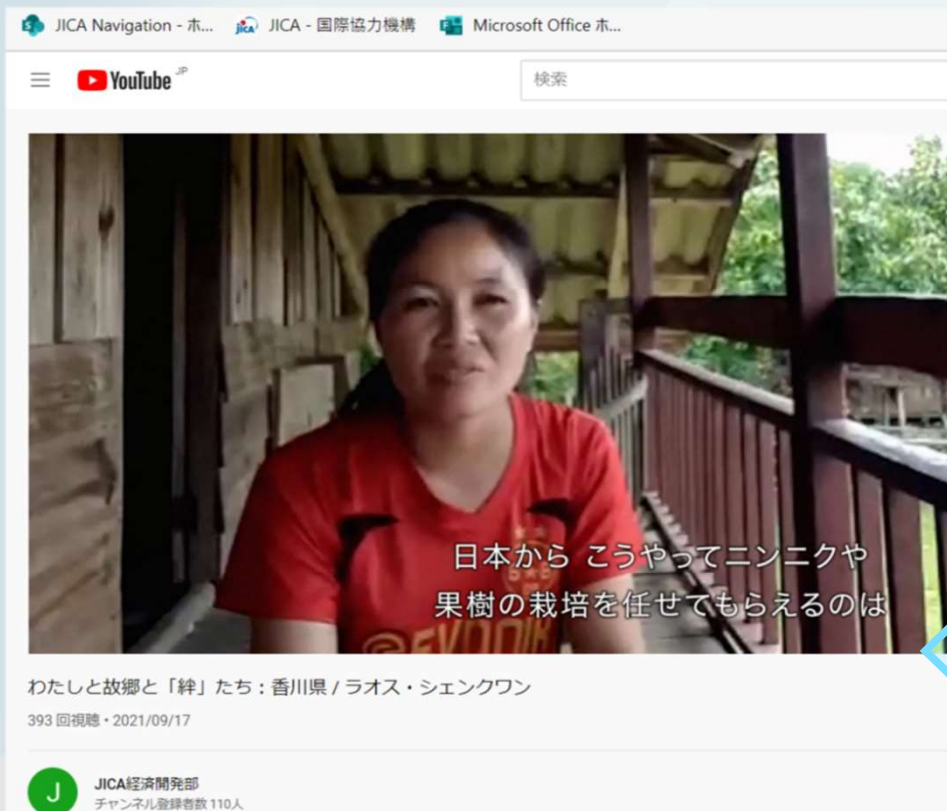 JICA Navigation - ホ...
JICA - 国際協力機構
Microsoft Office ホ...
YouTube JP
検索
日本から こうやってニンニクや
果樹の栽培を任せてもらえるのは
わたしと故郷と「絆」たち : 香川県 / ラオス・シェンクワン
393 回視聴・2021/09/17
J
JICA経済開発部
チャンネル登録者数 110人